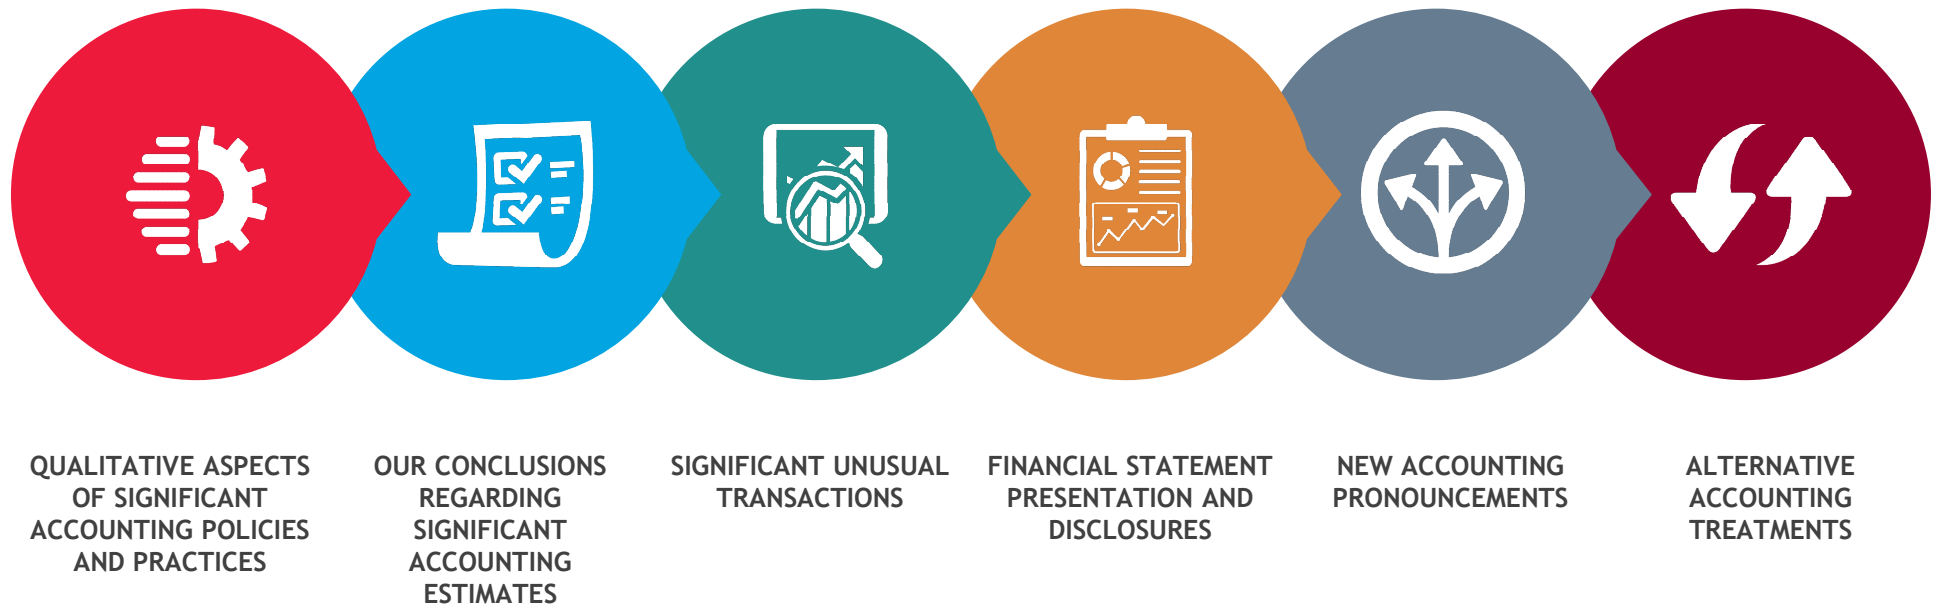 QUALITATIVE ASPECTS
OF SIGNIFICANT
ACCOUNTING POLICIES
AND PRACTICES
OUR CONCLUSIONS
REGARDING
SIGNIFICANT
ACCOUNTING
ESTIMATES
SIGNIFICANT UNUSUAL
TRANSACTIONS
FINANCIAL STATEMENT
PRESENTATION AND
DISCLOSURES
NEW ACCOUNTING
PRONOUNCEMENTS
ALTERNATIVE
ACCOUNTING
TREATMENTS